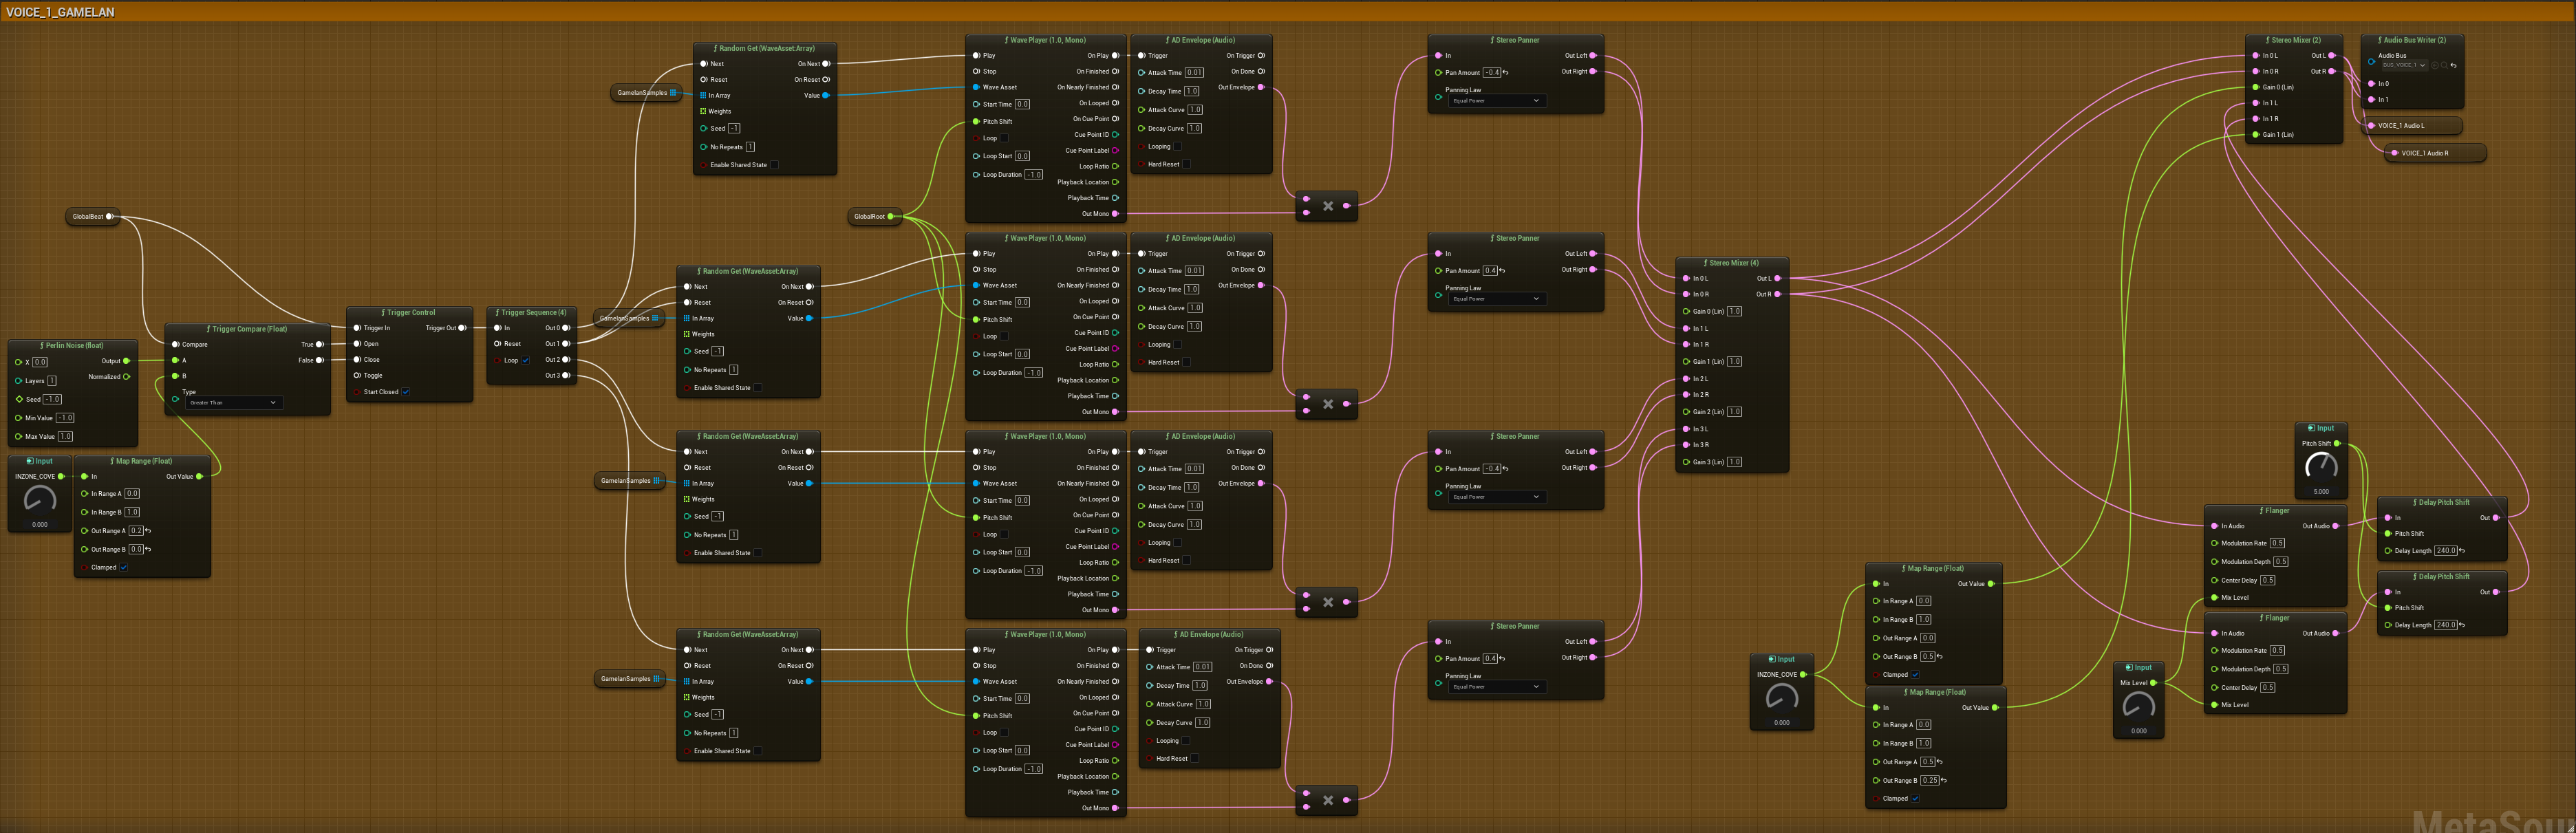 VOICE_1_GAMELAN
GlobalBeat
ƒ Perlin Noise (float)
X 0.0 Output
Layers 1 Normalized
Seed -1.0
Min Value -1.0
Max Value 1.0
Input
INZONE_COVE
0.000
ƒ Map Range (Float)
In Out Value
In Range A 0.0
In Range B 1.0
Out Range A 0.2
Out Range B 0.0
Clamped
ƒ Trigger Compare (Float)
Compare True
A False
B
Type
Greater Than
ƒ Trigger Control
Trigger In Trigger Out
Open
Close
Toggle
Start Closed
ƒ Trigger Sequence (4)
In Out 0
Reset Out 1
Loop Out 2
Out 3
GamelanSamples
ƒ Random Get (WaveAsset:Array)
Next On Next
Reset On Reset
In Array Value
Weights
Seed -1
No Repeats 1
Enable Shared State
GamelanSamples
ƒ Random Get (WaveAsset:Array)
Next On Next
Reset On Reset
In Array Value
Weights
Seed -1
No Repeats 1
Enable Shared State
GamelanSamples
ƒ Random Get (WaveAsset:Array)
Next On Next
Reset On Reset
In Array Value
Weights
Seed -1
No Repeats 1
Enable Shared State
GamelanSamples
ƒ Random Get (WaveAsset:Array)
Next On Next
Reset On Reset
In Array Value
Weights
Seed -1
No Repeats 1
Enable Shared State
GlobalRoot
ƒ Wave Player (1.0, Mono)
Play On Play
Stop On Finished
Wave Asset On Nearly Finished
Start Time 0.0 On Looped
Pitch Shift On Cue Point
Loop Cue Point ID
Loop Start 0.0 Cue Point Label
Loop Duration -1.0 Loop Ratio
Playback Location
Playback Time
Out Mono
ƒ AD Envelope (Audio)
Trigger On Trigger
Attack Time 0.01 On Done
Decay Time 1.0 Out Envelope
Attack Curve 1.0
Decay Curve 1.0
Looping
Hard Reset
ƒ Wave Player (1.0, Mono)
Play On Play
Stop On Finished
Wave Asset On Nearly Finished
Start Time 0.0 On Looped
Pitch Shift On Cue Point
Loop Cue Point ID
Loop Start 0.0 Cue Point Label
Loop Duration -1.0 Loop Ratio
Playback Location
Playback Time
Out Mono
ƒ AD Envelope (Audio)
Trigger On Trigger
Attack Time 0.01 On Done
Decay Time 1.0 Out Envelope
Attack Curve 1.0
Decay Curve 1.0
Looping
Hard Reset
ƒ Wave Player (1.0, Mono)
Play On Play
Stop On Finished
Wave Asset On Nearly Finished
Start Time 0.0 On Looped
Pitch Shift On Cue Point
Loop Cue Point ID
Loop Start 0.0 Cue Point Label
Loop Duration -1.0 Loop Ratio
Playback Location
Playback Time
Out Mono
ƒ AD Envelope (Audio)
Trigger On Trigger
Attack Time 0.01 On Done
Decay Time 1.0 Out Envelope
Attack Curve 1.0
Decay Curve 1.0
Looping
Hard Reset
ƒ Wave Player (1.0, Mono)
Play On Play
Stop On Finished
Wave Asset On Nearly Finished
Start Time 0.0 On Looped
Pitch Shift On Cue Point
Loop Cue Point ID
Loop Start 0.0 Cue Point Label
Loop Duration -1.0 Loop Ratio
Playback Location
Playback Time
Out Mono
ƒ AD Envelope (Audio)
Trigger On Trigger
Attack Time 0.01 On Done
Decay Time 1.0 Out Envelope
Attack Curve 1.0
Decay Curve 1.0
Looping
Hard Reset
ƒ Stereo Panner
In Out Left
Pan Amount -0.4 Out Right
Panning Law
Equal Power
ƒ Stereo Panner
In Out Left
Pan Amount 0.4 Out Right
Panning Law
Equal Power
ƒ Stereo Panner
In Out Left
Pan Amount -0.4 Out Right
Panning Law
Equal Power
ƒ Stereo Panner
In Out Left
Pan Amount 0.4 Out Right
Panning Law
Equal Power
ƒ Stereo Mixer (4)
In 0 L Out L
In 0 R Out R
Gain 0 (Lin) 1.0
In 1 L
In 1 R
Gain 1 (Lin) 1.0
In 2 L
In 2 R
Gain 2 (Lin) 1.0
In 3 L
In 3 R
Gain 3 (Lin) 1.0
Input
INZONE_COVE
0.000
ƒ Map Range (Float)
In Out Value
In Range A 0.0
In Range B 1.0
Out Range A 0.0
Out Range B 0.5
Clamped
ƒ Map Range (Float)
In Out Value
In Range A 0.0
In Range B 1.0
Out Range A 0.5
Out Range B 0.25
Clamped
Input
Mix Level
0.000
ƒ Flanger
In Audio Out Audio
Modulation Rate 0.5
Modulation Depth 0.5
Center Delay 0.5
Mix Level
ƒ Flanger
In Audio Out Audio
Modulation Rate 0.5
Modulation Depth 0.5
Center Delay 0.5
Mix Level
Input
Pitch Shift
5.000
ƒ Delay Pitch Shift
In Out
Pitch Shift
Delay Length 240.0
ƒ Delay Pitch Shift
In Out
Pitch Shift
Delay Length 240.0
ƒ Stereo Mixer (2)
In 0 L Out L
In 0 R Out R
Gain 0 (Lin)
In 1 L
In 1 R
Gain 1 (Lin)
ƒ Audio Bus Writer (2)
Audio Bus
BUS_VOICE_1
In 0
In 1
VOICE_1 Audio L
VOICE_1 Audio R
MetaSou